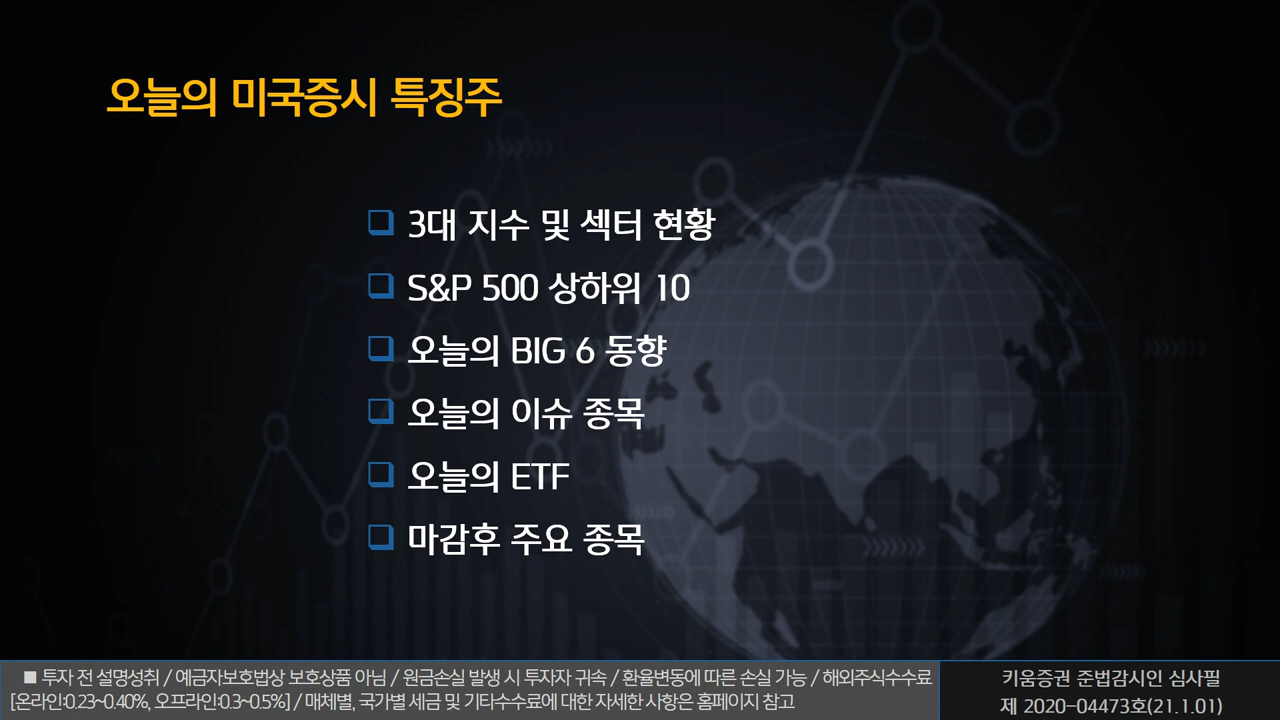 오늘의 미국증시 특징주
❑ 3대 지수 및 섹터 현황
❑ S&P 500 상하위 10
❑ 오늘의 BIG 6 동향
❑ 오늘의 이슈 종목
❑ 오늘의 ETF
❑ 마감후 주요 종목
■ 투자 전 설명성취 / 예금자보호법상 보호상품 아님 / 원금손실 발생 시 투자자 귀속 / 환율변동에 따른 손실 가능 / 해외주식수수료
[온라인:0.23~0.40%, 오프라인:0.3~0.5%] / 매체별, 국가별 세금 및 기타수수료에 대한 자세한 사항은 홈페이지 참고
키움증권 준법감시인 심사필
제 2020-04473호(21.1.01)